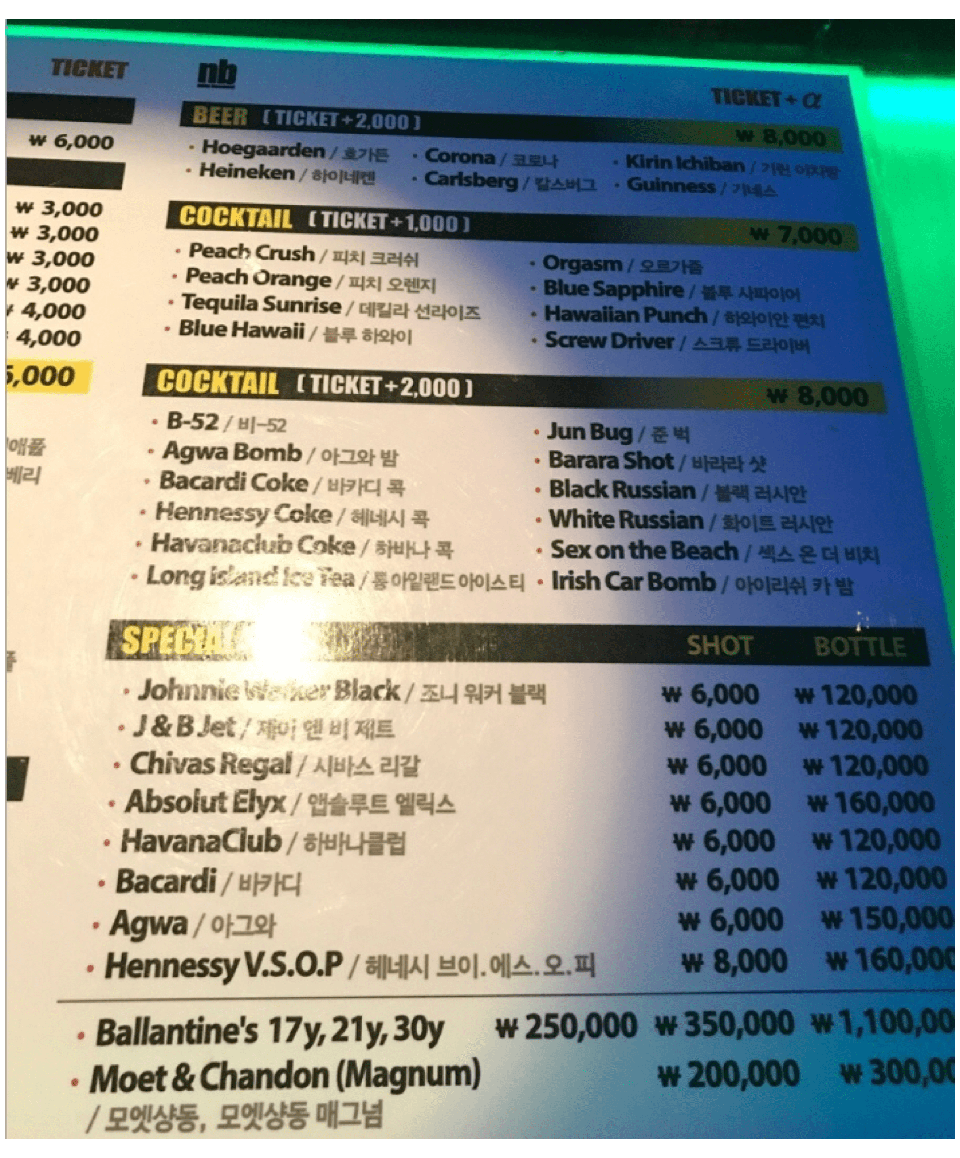 TICKET
nb
TICKET + α
₩ 6,000
₩ 3,000
₩ 3,000
₩ 3,000
₩ 3,000
4,000
4,000
5,000
애플
베리
BEER [ TICKET+2,000 ] ₩ 8,000
• Hoegaarden / 호가든 • Corona / 코로나 • Kirin Ichiban / 기린 이치방
• Heineken / 하이네켄 • Carlsberg / 칼스버그 • Guinness / 기네스
COCKTAIL [ TICKET+1,000 ] ₩ 7,000
• Peach Crush / 피치 크러쉬 • Orgasm / 오르가즘
• Peach Orange / 피치 오렌지 • Blue Sapphire / 블루 사파이어
• Tequila Sunrise / 데킬라 선라이즈 • Hawaiian Punch / 하와이안 펀치
• Blue Hawaii / 블루 하와이 • Screw Driver / 스크류 드라이버
COCKTAIL [ TICKET+2,000 ] ₩ 8,000
• B-52 / 비-52 • Jun Bug / 준 벅
• Agwa Bomb / 아그와 밤 • Barara Shot / 바라라 샷
• Bacardi Coke / 바카디 콕 • Black Russian / 블랙 러시안
• Hennessy Coke / 헤네시 콕 • White Russian / 화이트 러시안
• Havanaclub Coke / 하바나 콕 • Sex on the Beach / 섹스 온 더 비치
• Long island Ice Tea / 롱 아일랜드 아이스 티 • Irish Car Bomb / 아이리쉬 카 밤
SPECIAL SHOT BOTTLE
• Johnnie Walker Black / 조니 워커 블랙 ₩ 6,000 ₩ 120,000
• J & B Jet / 제이 앤 비 제트 ₩ 6,000 ₩ 120,000
• Chivas Regal / 시바스 리갈 ₩ 6,000 ₩ 120,000
• Absolut Elyx / 앱솔루트 엘릭스 ₩ 6,000 ₩ 160,000
• HavanaClub / 하바나클럽 ₩ 6,000 ₩ 120,000
• Bacardi / 바카디 ₩ 6,000 ₩ 120,000
• Agwa / 아그와 ₩ 6,000 ₩ 150,000
• Hennessy V.S.O.P / 헤네시 브이.에스.오.피 ₩ 8,000 ₩ 160,000
• Ballantine's 17y, 21y, 30y ₩ 250,000 ₩ 350,000 ₩ 1,100,00
• Moet & Chandon (Magnum) ₩ 200,000 ₩ 300,00
/ 모엣샹동, 모엣샹동 매그넘